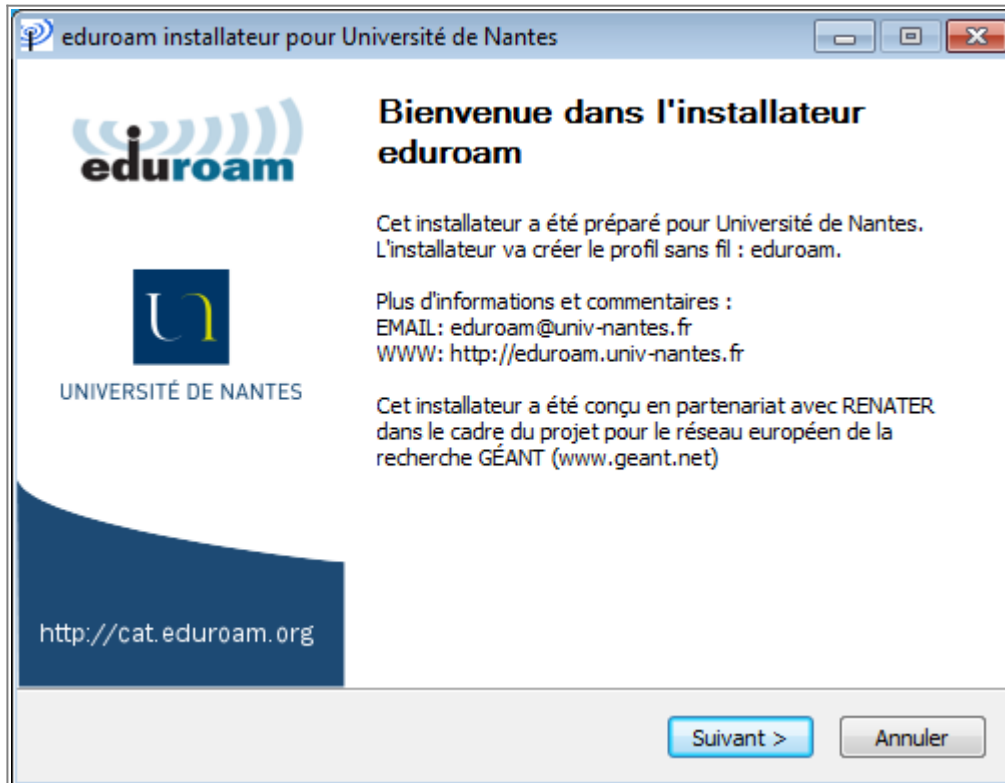 eduroam installateur pour Université de Nantes
eduroam
Bienvenue dans l'installateur
eduroam
Cet installateur a été préparé pour Université de Nantes.
L'installateur va créer le profil sans fil : eduroam.
Plus d'informations et commentaires :
EMAIL: eduroam@univ-nantes.fr
WWW: http://eduroam.univ-nantes.fr
UNIVERSITÉ DE NANTES
Cet installateur a été conçu en partenariat avec RENATER
dans le cadre du projet pour le réseau européen de la
recherche GÉANT (www.geant.net)
http://cat.eduroam.org
Suivant >
Annuler